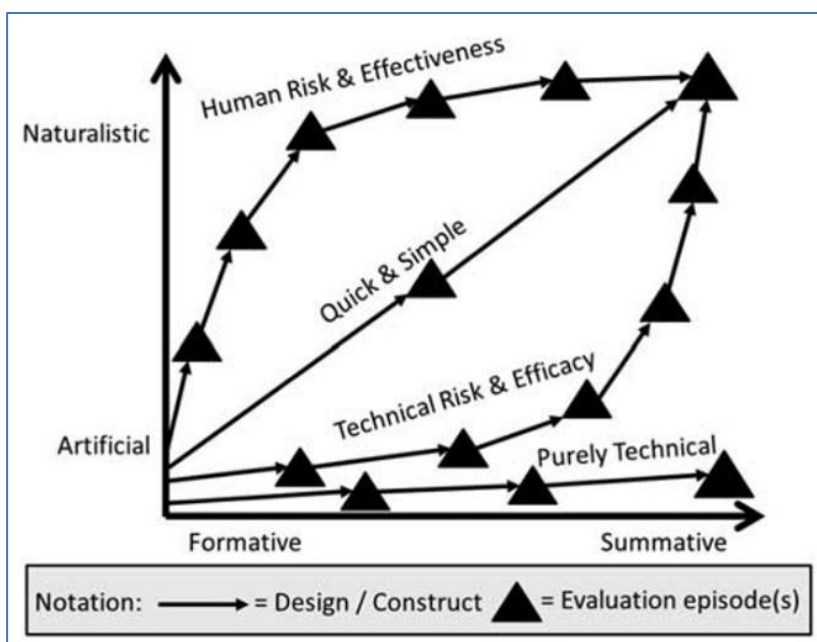 Human Risk & Effectiveness
Naturalistic
Quick & Simple
Technical Risk & Efficacy
Artificial
Purely Technical
Formative
Summative
Notation: = Design / Construct = Evaluation episode(s)